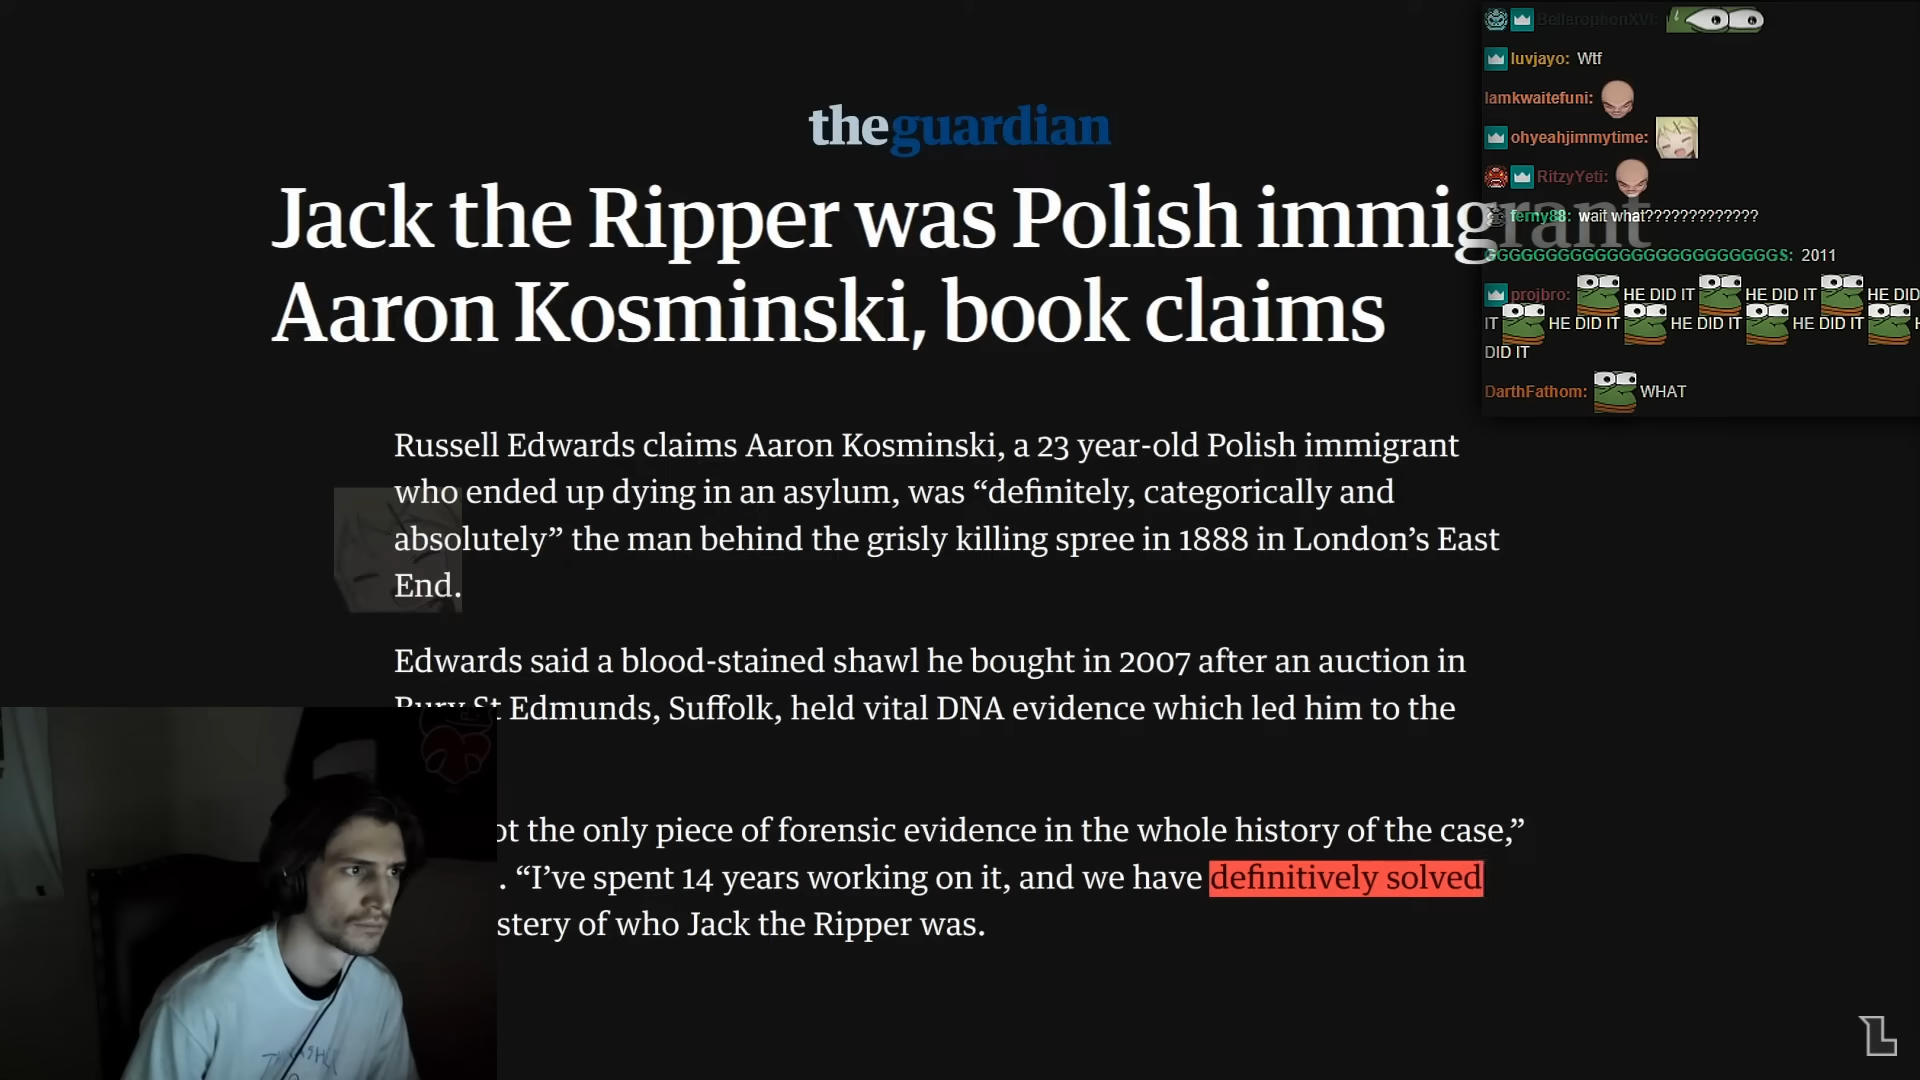 theguardian
Jack the Ripper was Polish immigrant
Aaron Kosminski, book claims
Russell Edwards claims Aaron Kosminski, a 23 year-old Polish immigrant
who ended up dying in an asylum, was “definitely, categorically and
absolutely” the man behind the grisly killing spree in 1888 in London’s East
End.
Edwards said a blood-stained shawl he bought in 2007 after an auction in
Bury St Edmunds, Suffolk, held vital DNA evidence which led him to the
ot the only piece of forensic evidence in the whole history of the case,”
. “I’ve spent 14 years working on it, and we have definitively solved
stery of who Jack the Ripper was.
BellerophonXVI:
luvjayo: Wtf
Iamkwaitefuni:
ohyeahjimmytime:
RitzyYeti:
ferny88: wait what?????????????
GGGGGGGGGGGGGGGGGGGGGGGGS: 2011
projbro: HE DID IT HE DID IT HE DID
IT HE DID IT HE DID IT HE DID IT H
DID IT
DarthFathom: WHAT
L